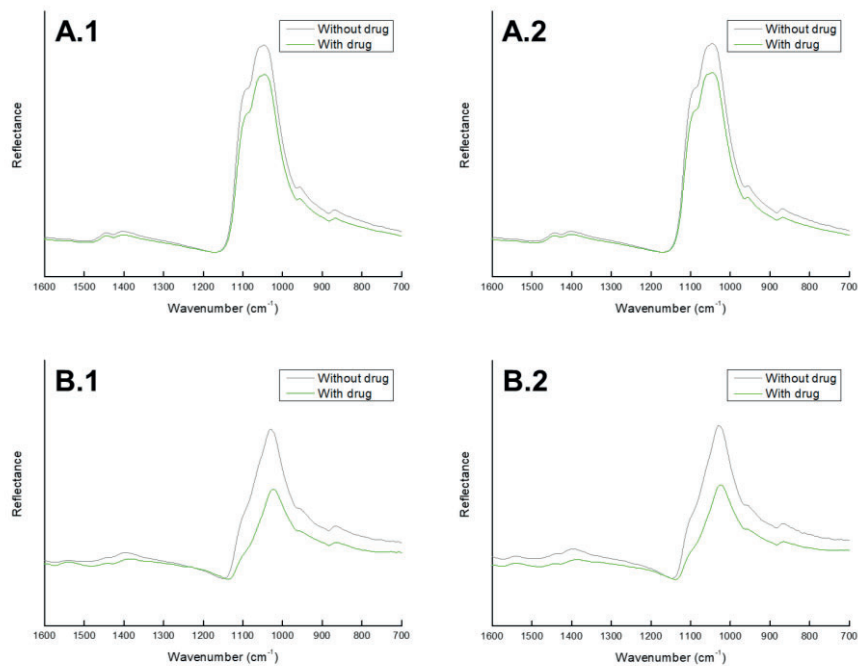 A.1
Without drug
With drug
Reflectance
1600 1500 1400 1300 1200 1100 1000 900 800 700
Wavenumber (cm⁻¹)
A.2
Without drug
With drug
Reflectance
1600 1500 1400 1300 1200 1100 1000 900 800 700
Wavenumber (cm⁻¹)
B.1
Without drug
With drug
Reflectance
1600 1500 1400 1300 1200 1100 1000 900 800 700
Wavenumber (cm⁻¹)
B.2
Without drug
With drug
Reflectance
1600 1500 1400 1300 1200 1100 1000 900 800 700
Wavenumber (cm⁻¹)